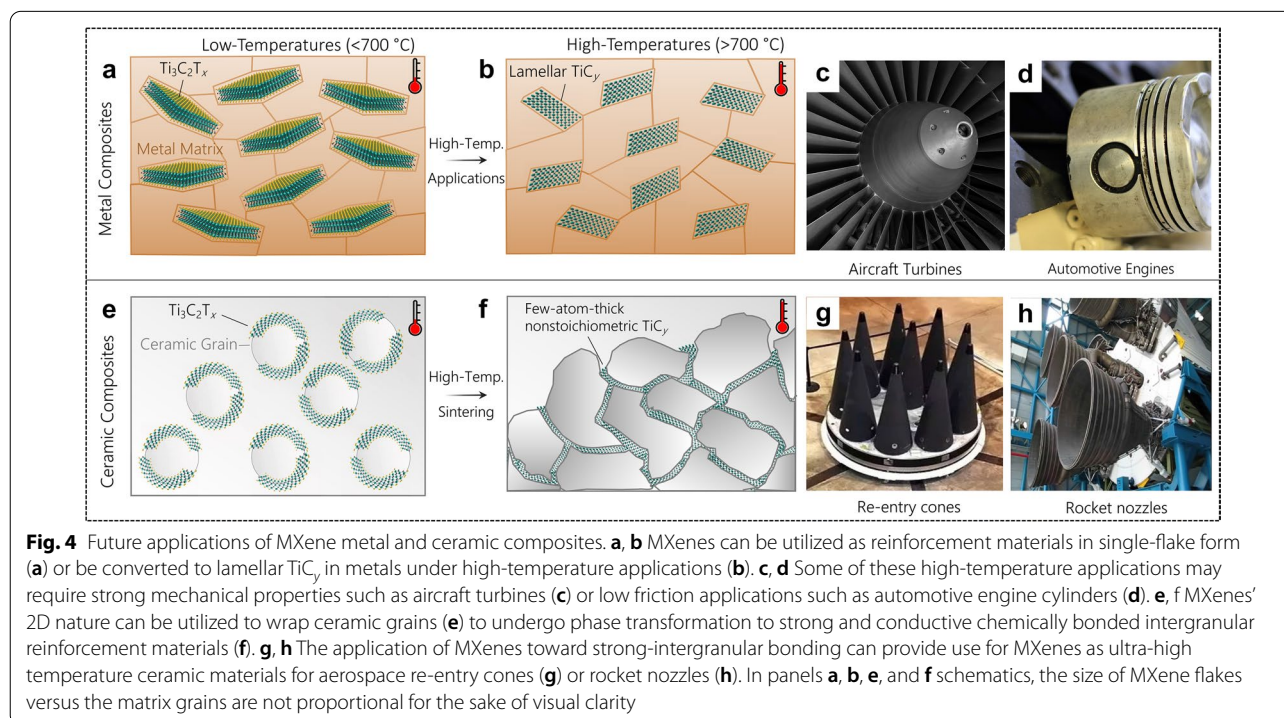 Low-Temperatures (<700 °C)
High-Temperatures (>700 °C)
Metal Composites
a
Ti₃C₂Tₓ
Metal Matrix
High-Temp.
Applications
b
Lamellar TiCᵧ
c
Aircraft Turbines
d
Automotive Engines
Ceramic Composites
e
Ti₃C₂Tₓ
Ceramic Grain
High-Temp.
Sintering
f
Few-atom-thick
nonstoichiometric TiCᵧ
g
Re-entry cones
h
Rocket nozzles
Fig. 4 Future applications of MXene metal and ceramic composites. a, b MXenes can be utilized as reinforcement materials in single-flake form
(a) or be converted to lamellar TiCᵧ in metals under high-temperature applications (b). c, d Some of these high-temperature applications may
require strong mechanical properties such as aircraft turbines (c) or low friction applications such as automotive engine cylinders (d). e, f MXenes'
2D nature can be utilized to wrap ceramic grains (e) to undergo phase transformation to strong and conductive chemically bonded intergranular
reinforcement materials (f). g, h The application of MXenes toward strong-intergranular bonding can provide use for MXenes as ultra-high
temperature ceramic materials for aerospace re-entry cones (g) or rocket nozzles (h). In panels a, b, e, and f schematics, the size of MXene flakes
versus the matrix grains are not proportional for the sake of visual clarity